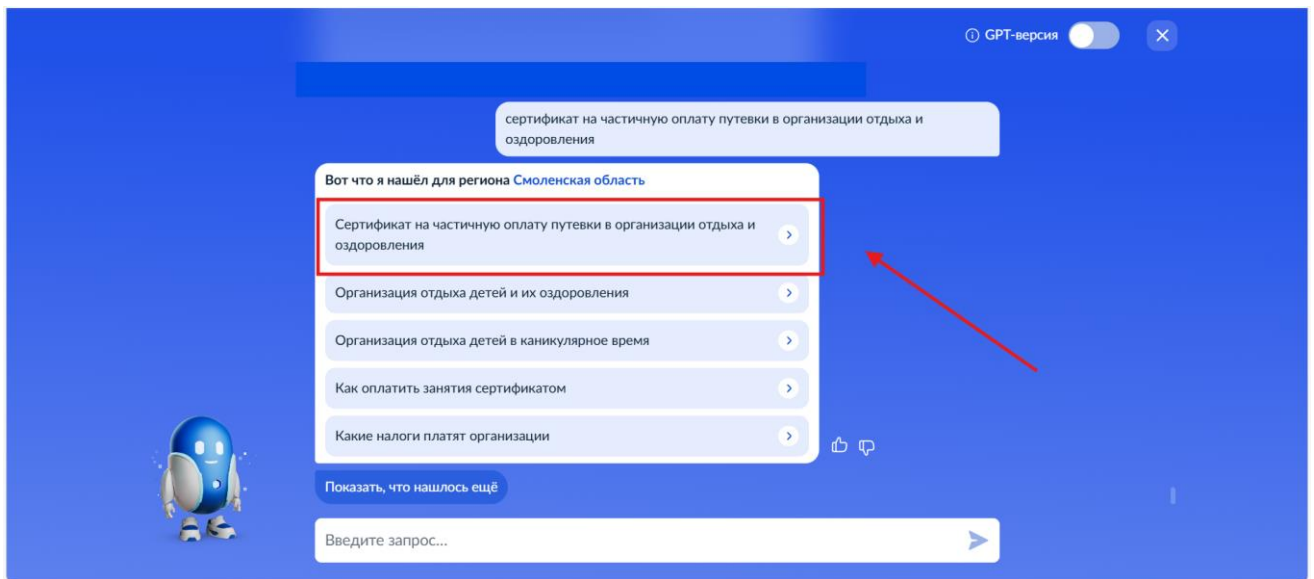 GPT-версия
сертификат на частичную оплату путевки в организации отдыха и
оздоровления
Вот что я нашёл для региона Смоленская область
Сертификат на частичную оплату путевки в организации отдыха и
оздоровления
Организация отдыха детей и их оздоровления
Организация отдыха детей в каникулярное время
Как оплатить занятия сертификатом
Какие налоги платят организации
Показать, что нашлось ещё
Введите запрос...